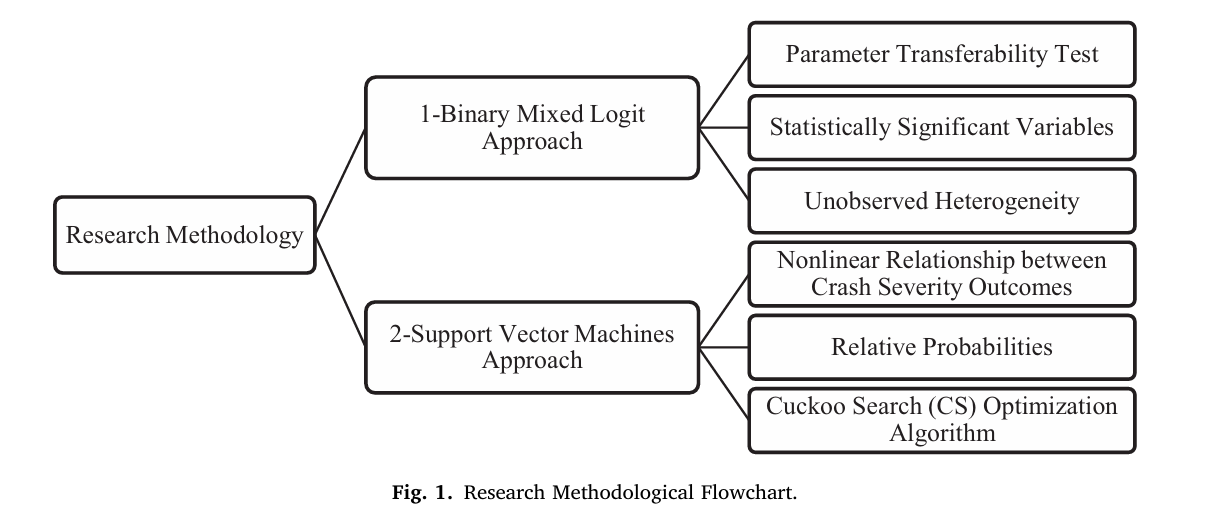 Research Methodology
1-Binary Mixed Logit
Approach
2-Support Vector Machines
Approach
Parameter Transferability Test
Statistically Significant Variables
Unobserved Heterogeneity
Nonlinear Relationship between
Crash Severity Outcomes
Relative Probabilities
Cuckoo Search (CS) Optimization
Algorithm
Fig. 1. Research Methodological Flowchart.